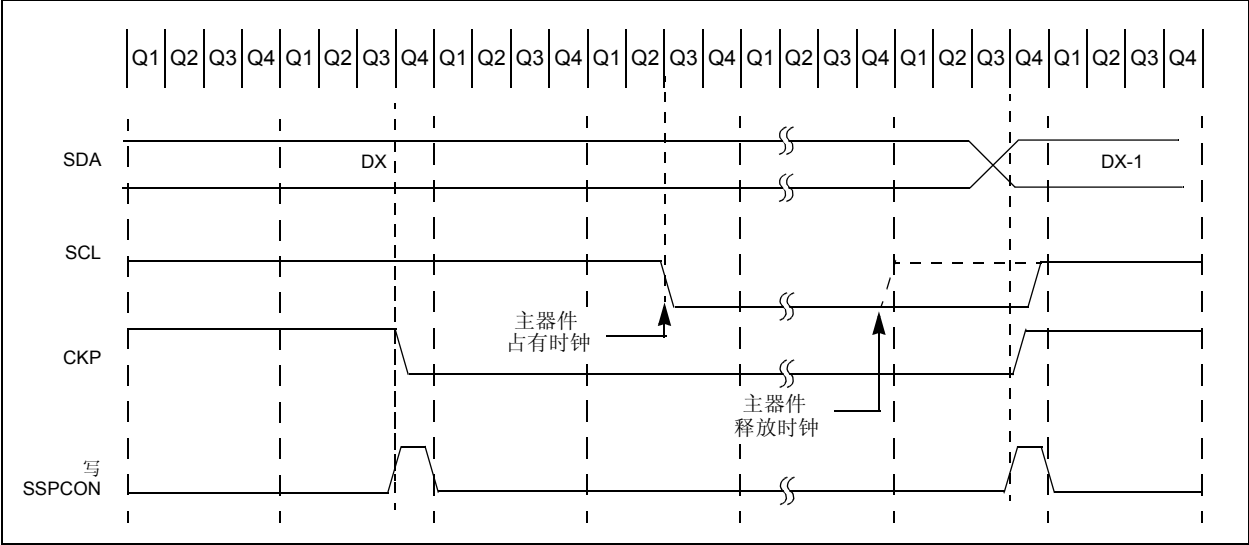 Q1 Q2 Q3 Q4 Q1 Q2 Q3 Q4 Q1 Q2 Q3 Q4 Q1 Q2 Q3 Q4 Q1 Q2 Q3 Q4 Q1 Q2 Q3 Q4 Q1 Q2 Q3 Q4
SDA
DX
DX-1
SCL
主器件
占有时钟
CKP
主器件
释放时钟
写
SSPCON